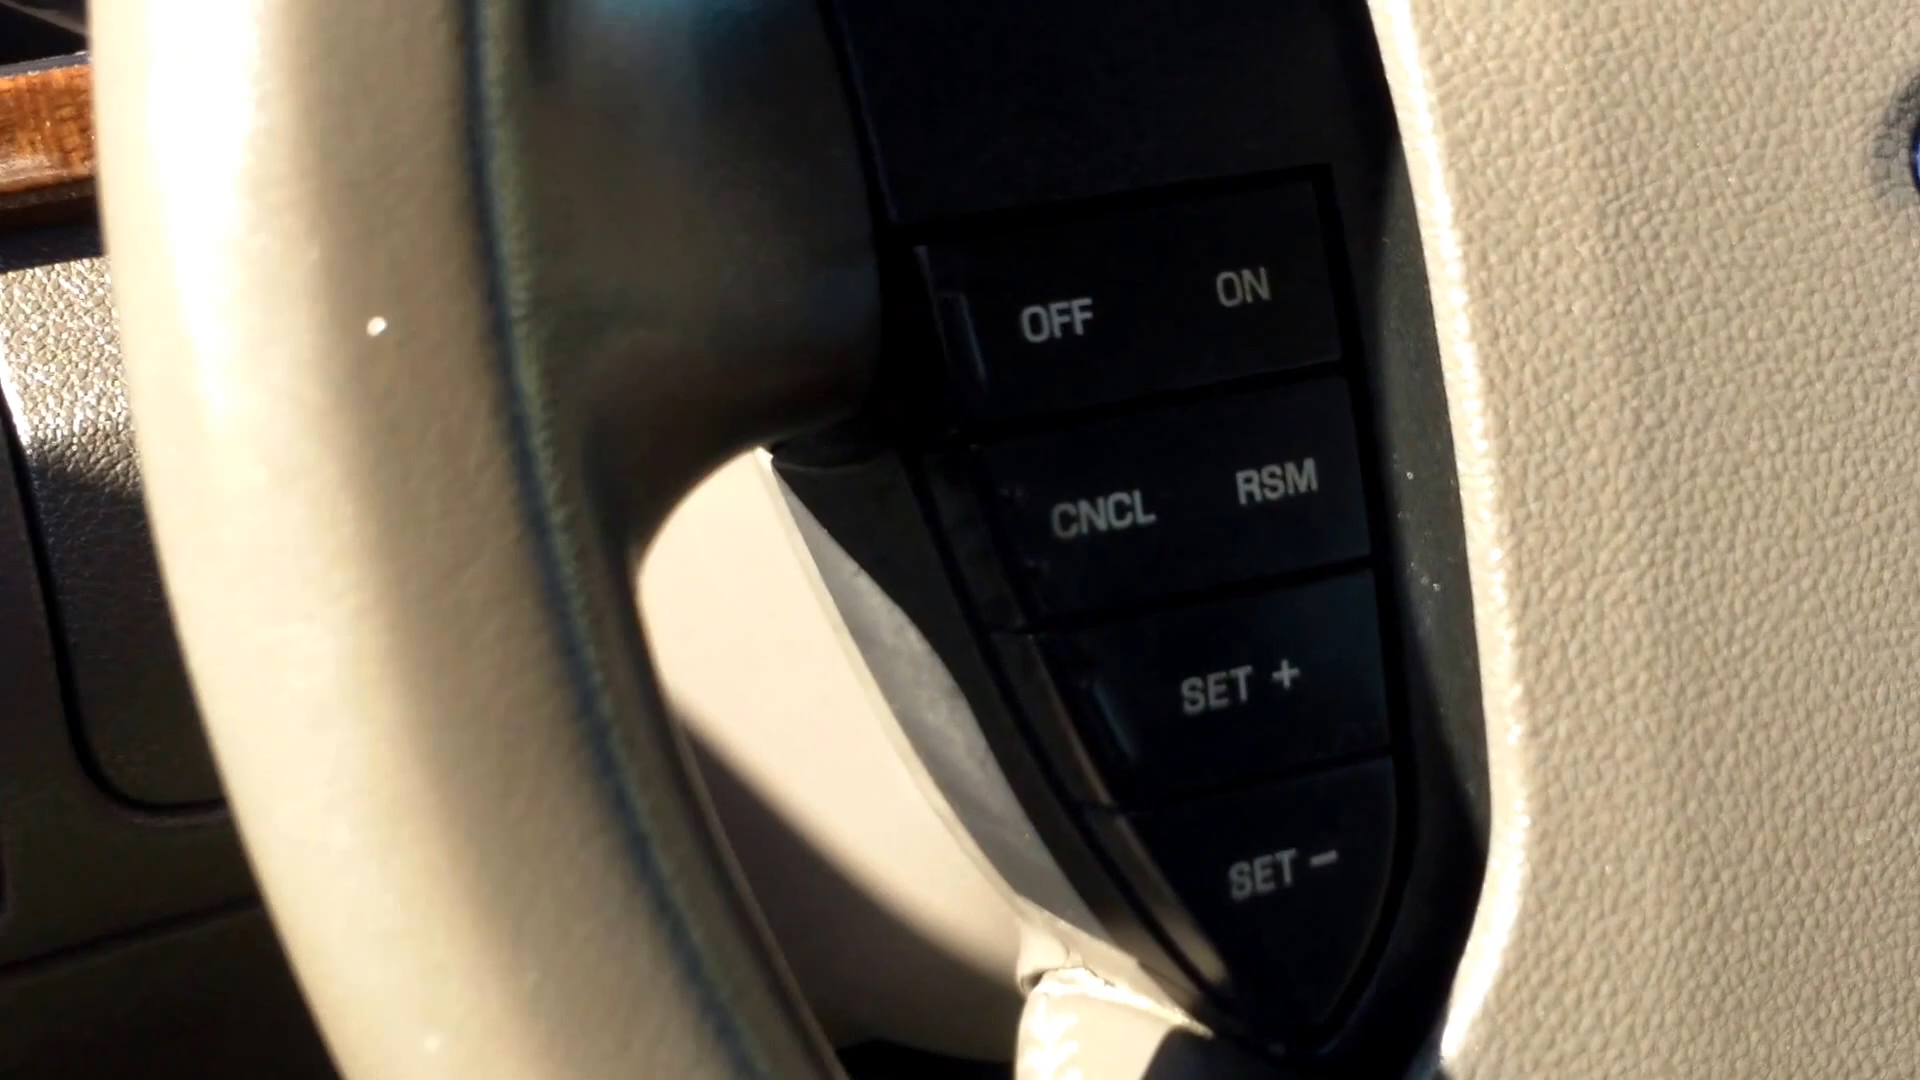 OFF ON
CNCL RSM
SET +
SET -